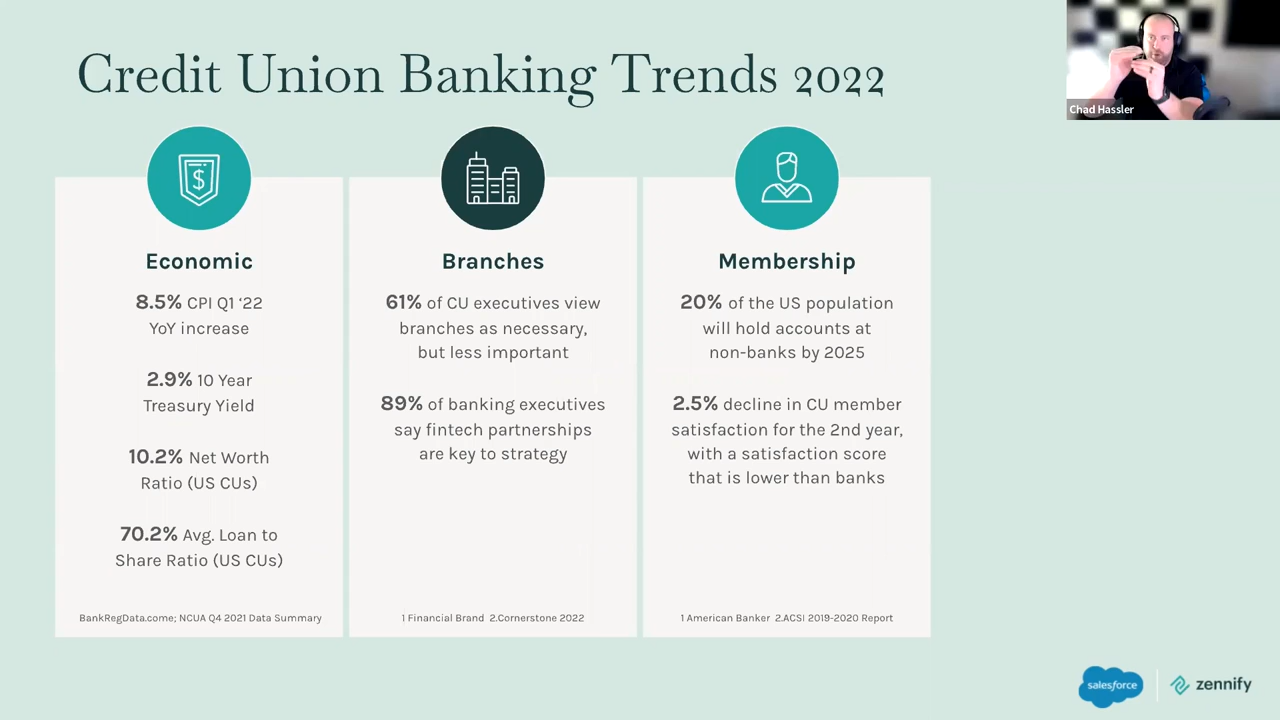 Credit Union Banking Trends 2022
Chad Hassler
$
Economic
8.5% CPI Q1 ‘22
YoY increase
2.9% 10 Year
Treasury Yield
10.2% Net Worth
Ratio (US CUs)
70.2% Avg. Loan to
Share Ratio (US CUs)
BankRegData.come; NCUA Q4 2021 Data Summary
Branches
61% of CU executives view
branches as necessary,
but less important
89% of banking executives
say fintech partnerships
are key to strategy
1 Financial Brand 2.Cornerstone 2022
Membership
20% of the US population
will hold accounts at
non-banks by 2025
2.5% decline in CU member
satisfaction for the 2nd year,
with a satisfaction score
that is lower than banks
1 American Banker 2.ACSI 2019-2020 Report
salesforce
zennify